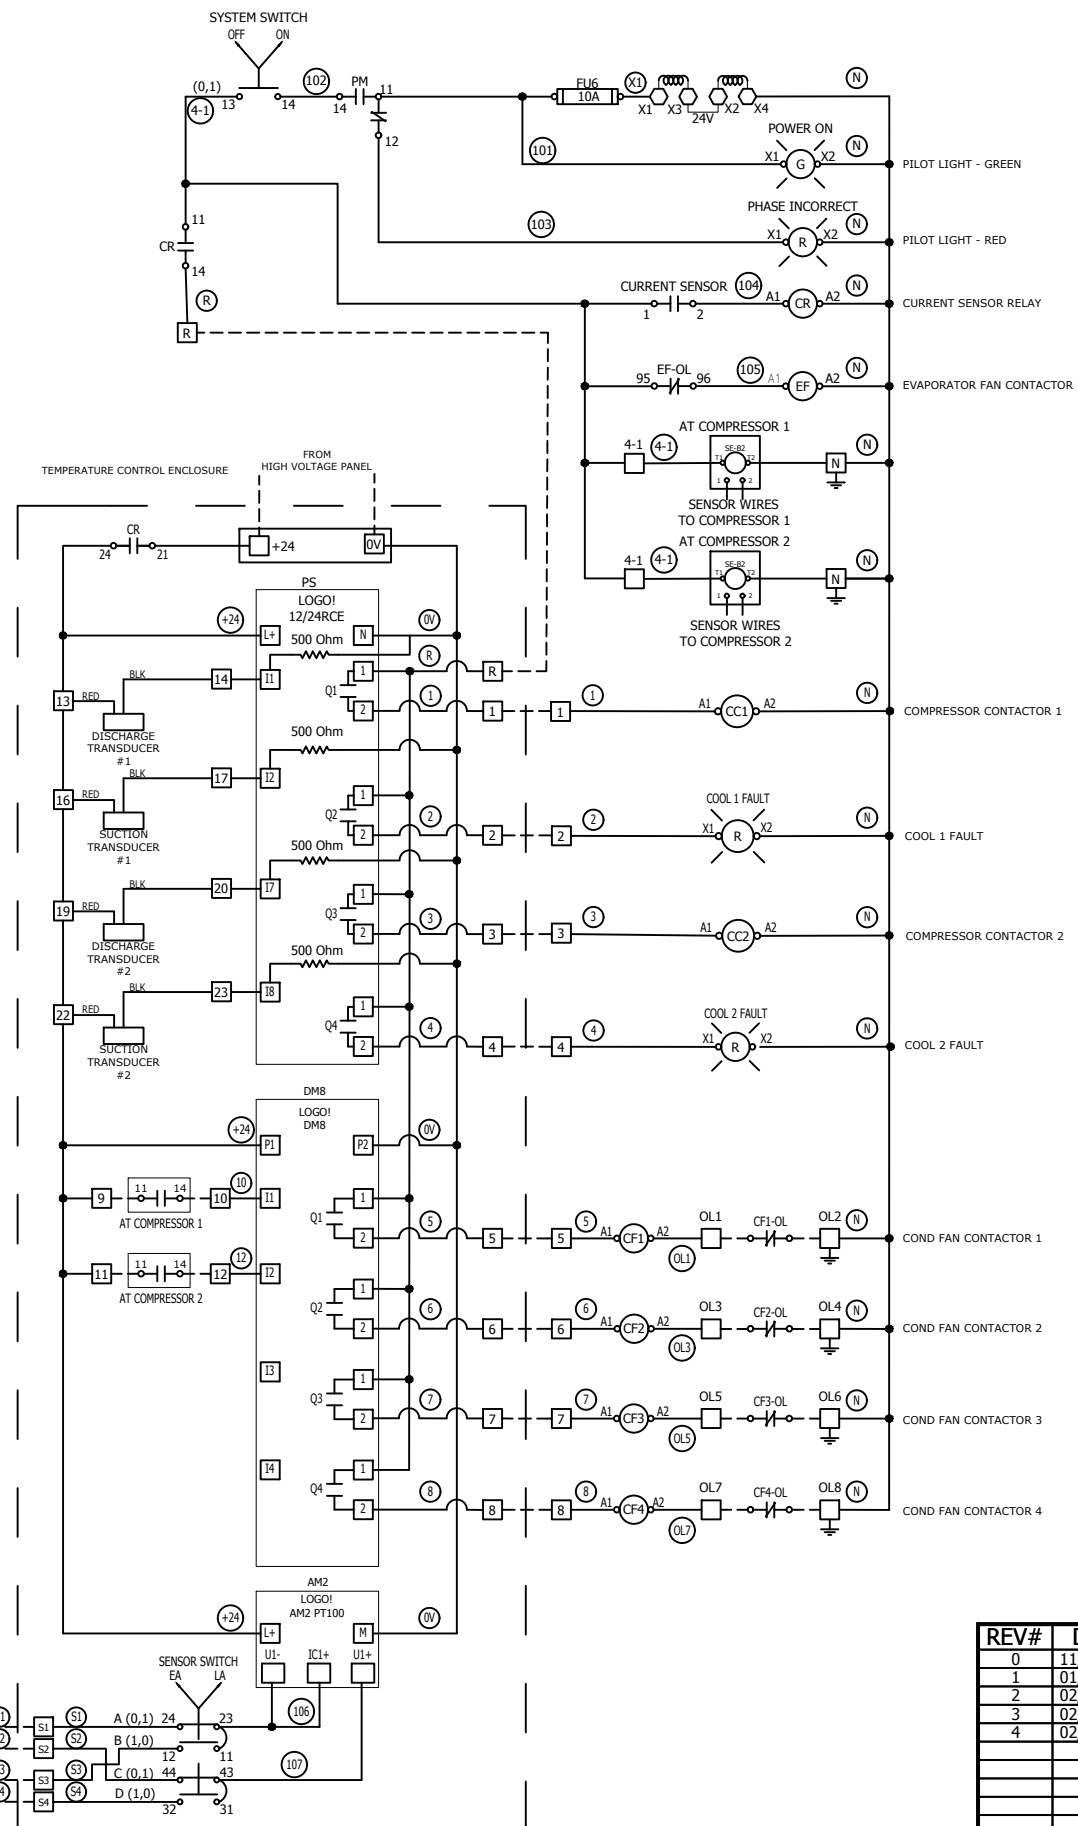 SYSTEM SWITCH
OFF ON
(0,1) 102 PM 11 FU6 X1 N
4-1 13 14 14 10A X1 X3 24V X2 X4
12
POWER ON
101 X1 G X2 N PILOT LIGHT - GREEN
PHASE INCORRECT
103 X1 R X2 N PILOT LIGHT - RED
11
CR
14
R
R
CURRENT SENSOR 104 A1 CR A2 N
1 2 CURRENT SENSOR RELAY
EF-OL 105 N
95 96 A1 EF A2 EVAPORATOR FAN CONTACTOR
AT COMPRESSOR 1
4-1 4-1 SE-B2 N
T1 T2 N
1 2
SENSOR WIRES
TO COMPRESSOR 1
AT COMPRESSOR 2
4-1 4-1 SE-B2 N
T1 T2 N
1 2
SENSOR WIRES
TO COMPRESSOR 2
TEMPERATURE CONTROL ENCLOSURE
FROM
HIGH VOLTAGE PANEL
CR
24 21 +24 0V
PS
LOGO!
12/24RCE
+24 L+ N 0V
500 Ohm R
BLK 14 I1 1 R
13 RED Q1
2 1 1 1 1 A1 CC1 A2 N COMPRESSOR CONTACTOR 1
DISCHARGE
TRANSDUCER
#1
500 Ohm
BLK 17 I2
16 RED 1
Q2
2 2 2 2 2 COOL 1 FAULT X1 R X2 N COOL 1 FAULT
SUCTION
TRANSDUCER
#1
500 Ohm
BLK 20 I7 1
19 RED Q3
2 3 3 3 3 A1 CC2 A2 N COMPRESSOR CONTACTOR 2
DISCHARGE
TRANSDUCER
#2
500 Ohm
BLK 23 I8
22 RED 1
Q4
2 4 4 4 4 COOL 2 FAULT X1 R X2 N COOL 2 FAULT
SUCTION
TRANSDUCER
#2
DM8
LOGO!
DM8
+24 P1 P2 0V
9 11 14 10 10 I1 1
AT COMPRESSOR 1
Q1
2 5 5 5 5 A1 CF1 A2 OL1 OL1 CF1-OL OL2 N COND FAN CONTACTOR 1
11 11 14 12 12 I2 1
AT COMPRESSOR 2
Q2
2 6 6 6 6 A1 CF2 A2 OL3 OL3 CF2-OL OL4 N COND FAN CONTACTOR 2
I3 1
Q3
2 7 7 7 7 A1 CF3 A2 OL5 OL5 CF3-OL OL6 N COND FAN CONTACTOR 3
I4 1
Q4
2 8 8 8 8 A1 CF4 A2 OL7 OL7 CF4-OL OL8 N COND FAN CONTACTOR 4
AM2
LOGO!
AM2 PT100
+24 L+ M 0V
U1- IC1+ U1+
SENSOR SWITCH
EA LA
106
1 S1 S1 A (0,1) 24 23
2 S2 S2 B (1,0) 12 11
107
3 S3 S3 C (0,1) 44 43
4 S4 S4 D (1,0) 32 31
REV# D
0 11
1 01
2 02
3 02
4 02